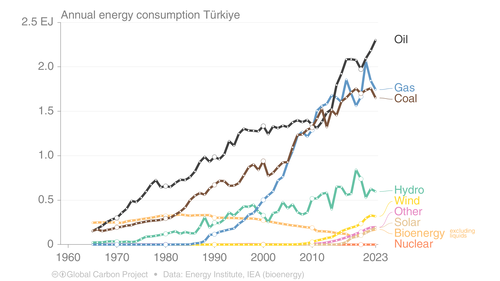 Annual energy consumption Türkiye
2.5 EJ
2.0
1.5
1.0
0.5
0
Oil
Gas
Coal
Hydro
Wind
Other
Solar
Bioenergy excluding liquids
Nuclear
1960 1970 1980 1990 2000 2010 2023
Global Carbon Project • Data: Energy Institute, IEA (bioenergy)